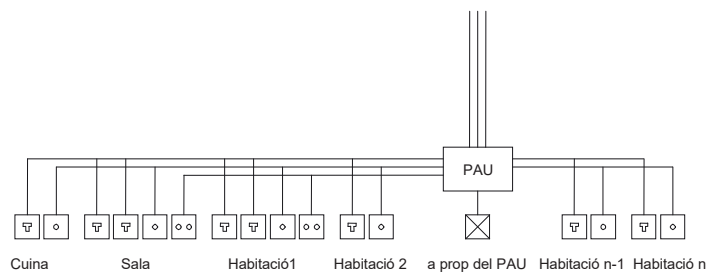 PAU
Cuina
Sala
Habitació1
Habitació 2
a prop del PAU
Habitació n-1
Habitació n